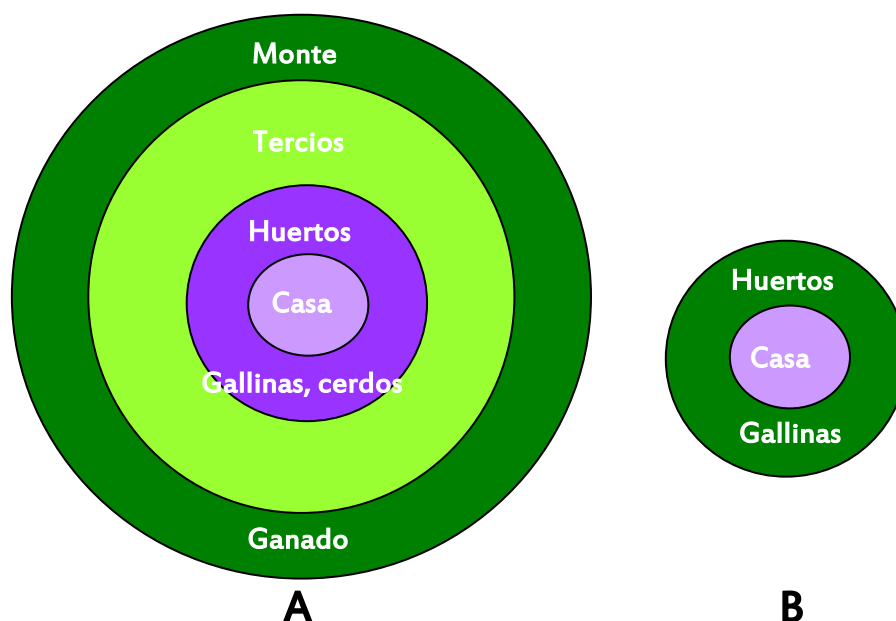 Monte
Tercios
Huertos
Casa
Gallinas, cerdos
Ganado
A
Huertos
Casa
Gallinas
B